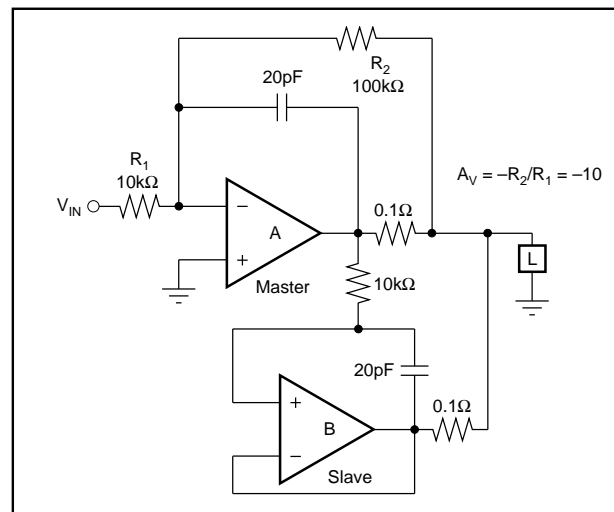 R2
100kΩ
20pF
R1
10kΩ
AV = –R2/R1 = –10
VIN
–
A
+
0.1Ω
L
Master
10kΩ
20pF
+
B
–
0.1Ω
Slave